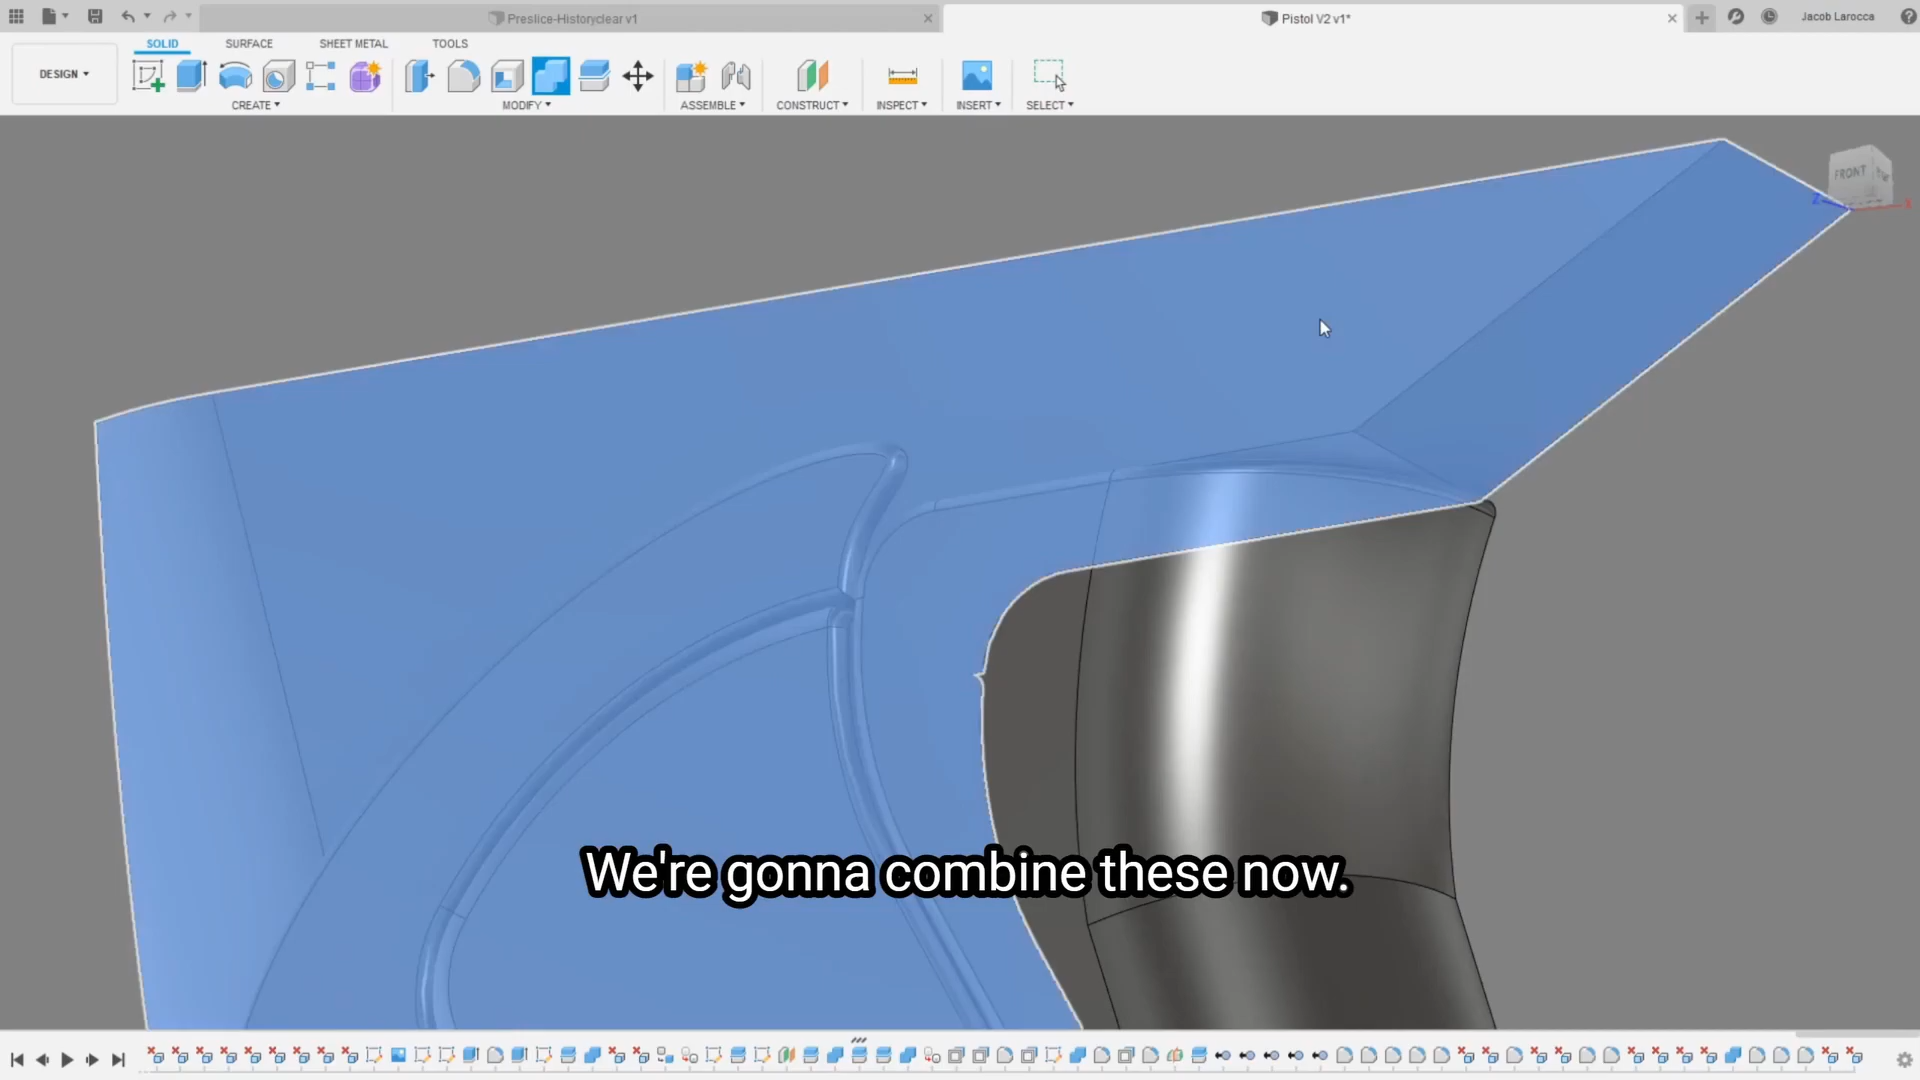 Preslice-Historyclear v1
Pistol V2 v1*
Jacob Larocca
SOLID
SURFACE
SHEET METAL
TOOLS
DESIGN
CREATE
MODIFY
ASSEMBLE
CONSTRUCT
INSPECT
INSERT
SELECT
FRONT
Z
X
We're gonna combine these now.